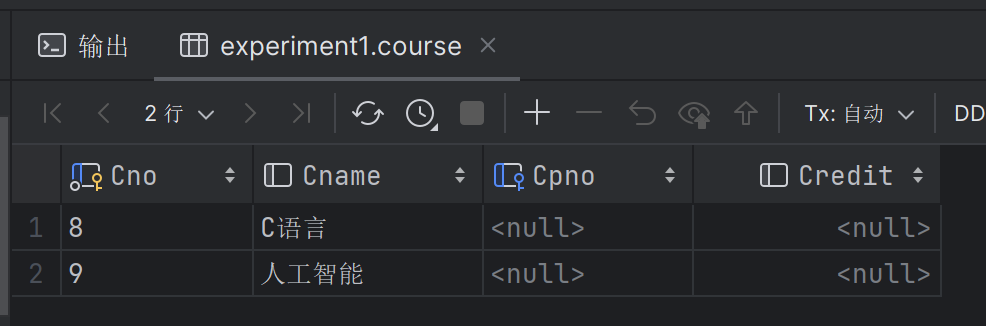 输出 experiment1.course
2 行 Tx: 自动 DD
Cno Cname Cpno Credit
1 8 C语言 <null> <null>
2 9 人工智能 <null> <null>